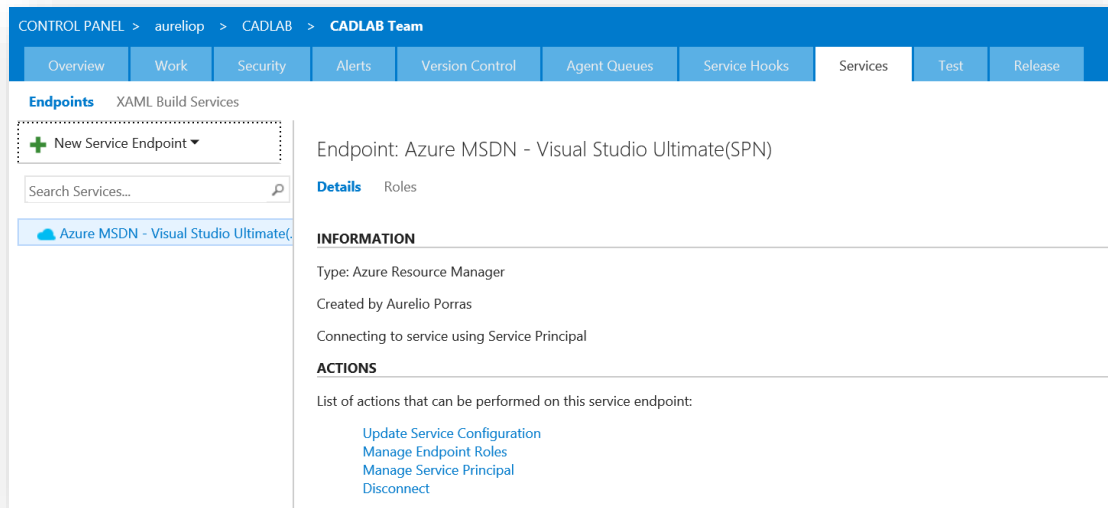 CONTROL PANEL > aureliop > CADLAB > CADLAB Team
Overview Work Security Alerts Version Control Agent Queues Service Hooks Services Test Release
Endpoints XAML Build Services
New Service Endpoint
Search Services...
Azure MSDN - Visual Studio Ultimate(.
Endpoint: Azure MSDN - Visual Studio Ultimate(SPN)
Details Roles
INFORMATION
Type: Azure Resource Manager
Created by Aurelio Porras
Connecting to service using Service Principal
ACTIONS
List of actions that can be performed on this service endpoint:
Update Service Configuration
Manage Endpoint Roles
Manage Service Principal
Disconnect